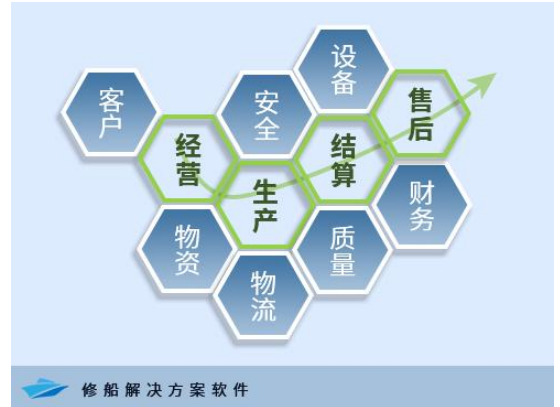 设备
客户
安全
售后
经营
结算
生产
财务
物资
质量
物流
修船解决方案软件